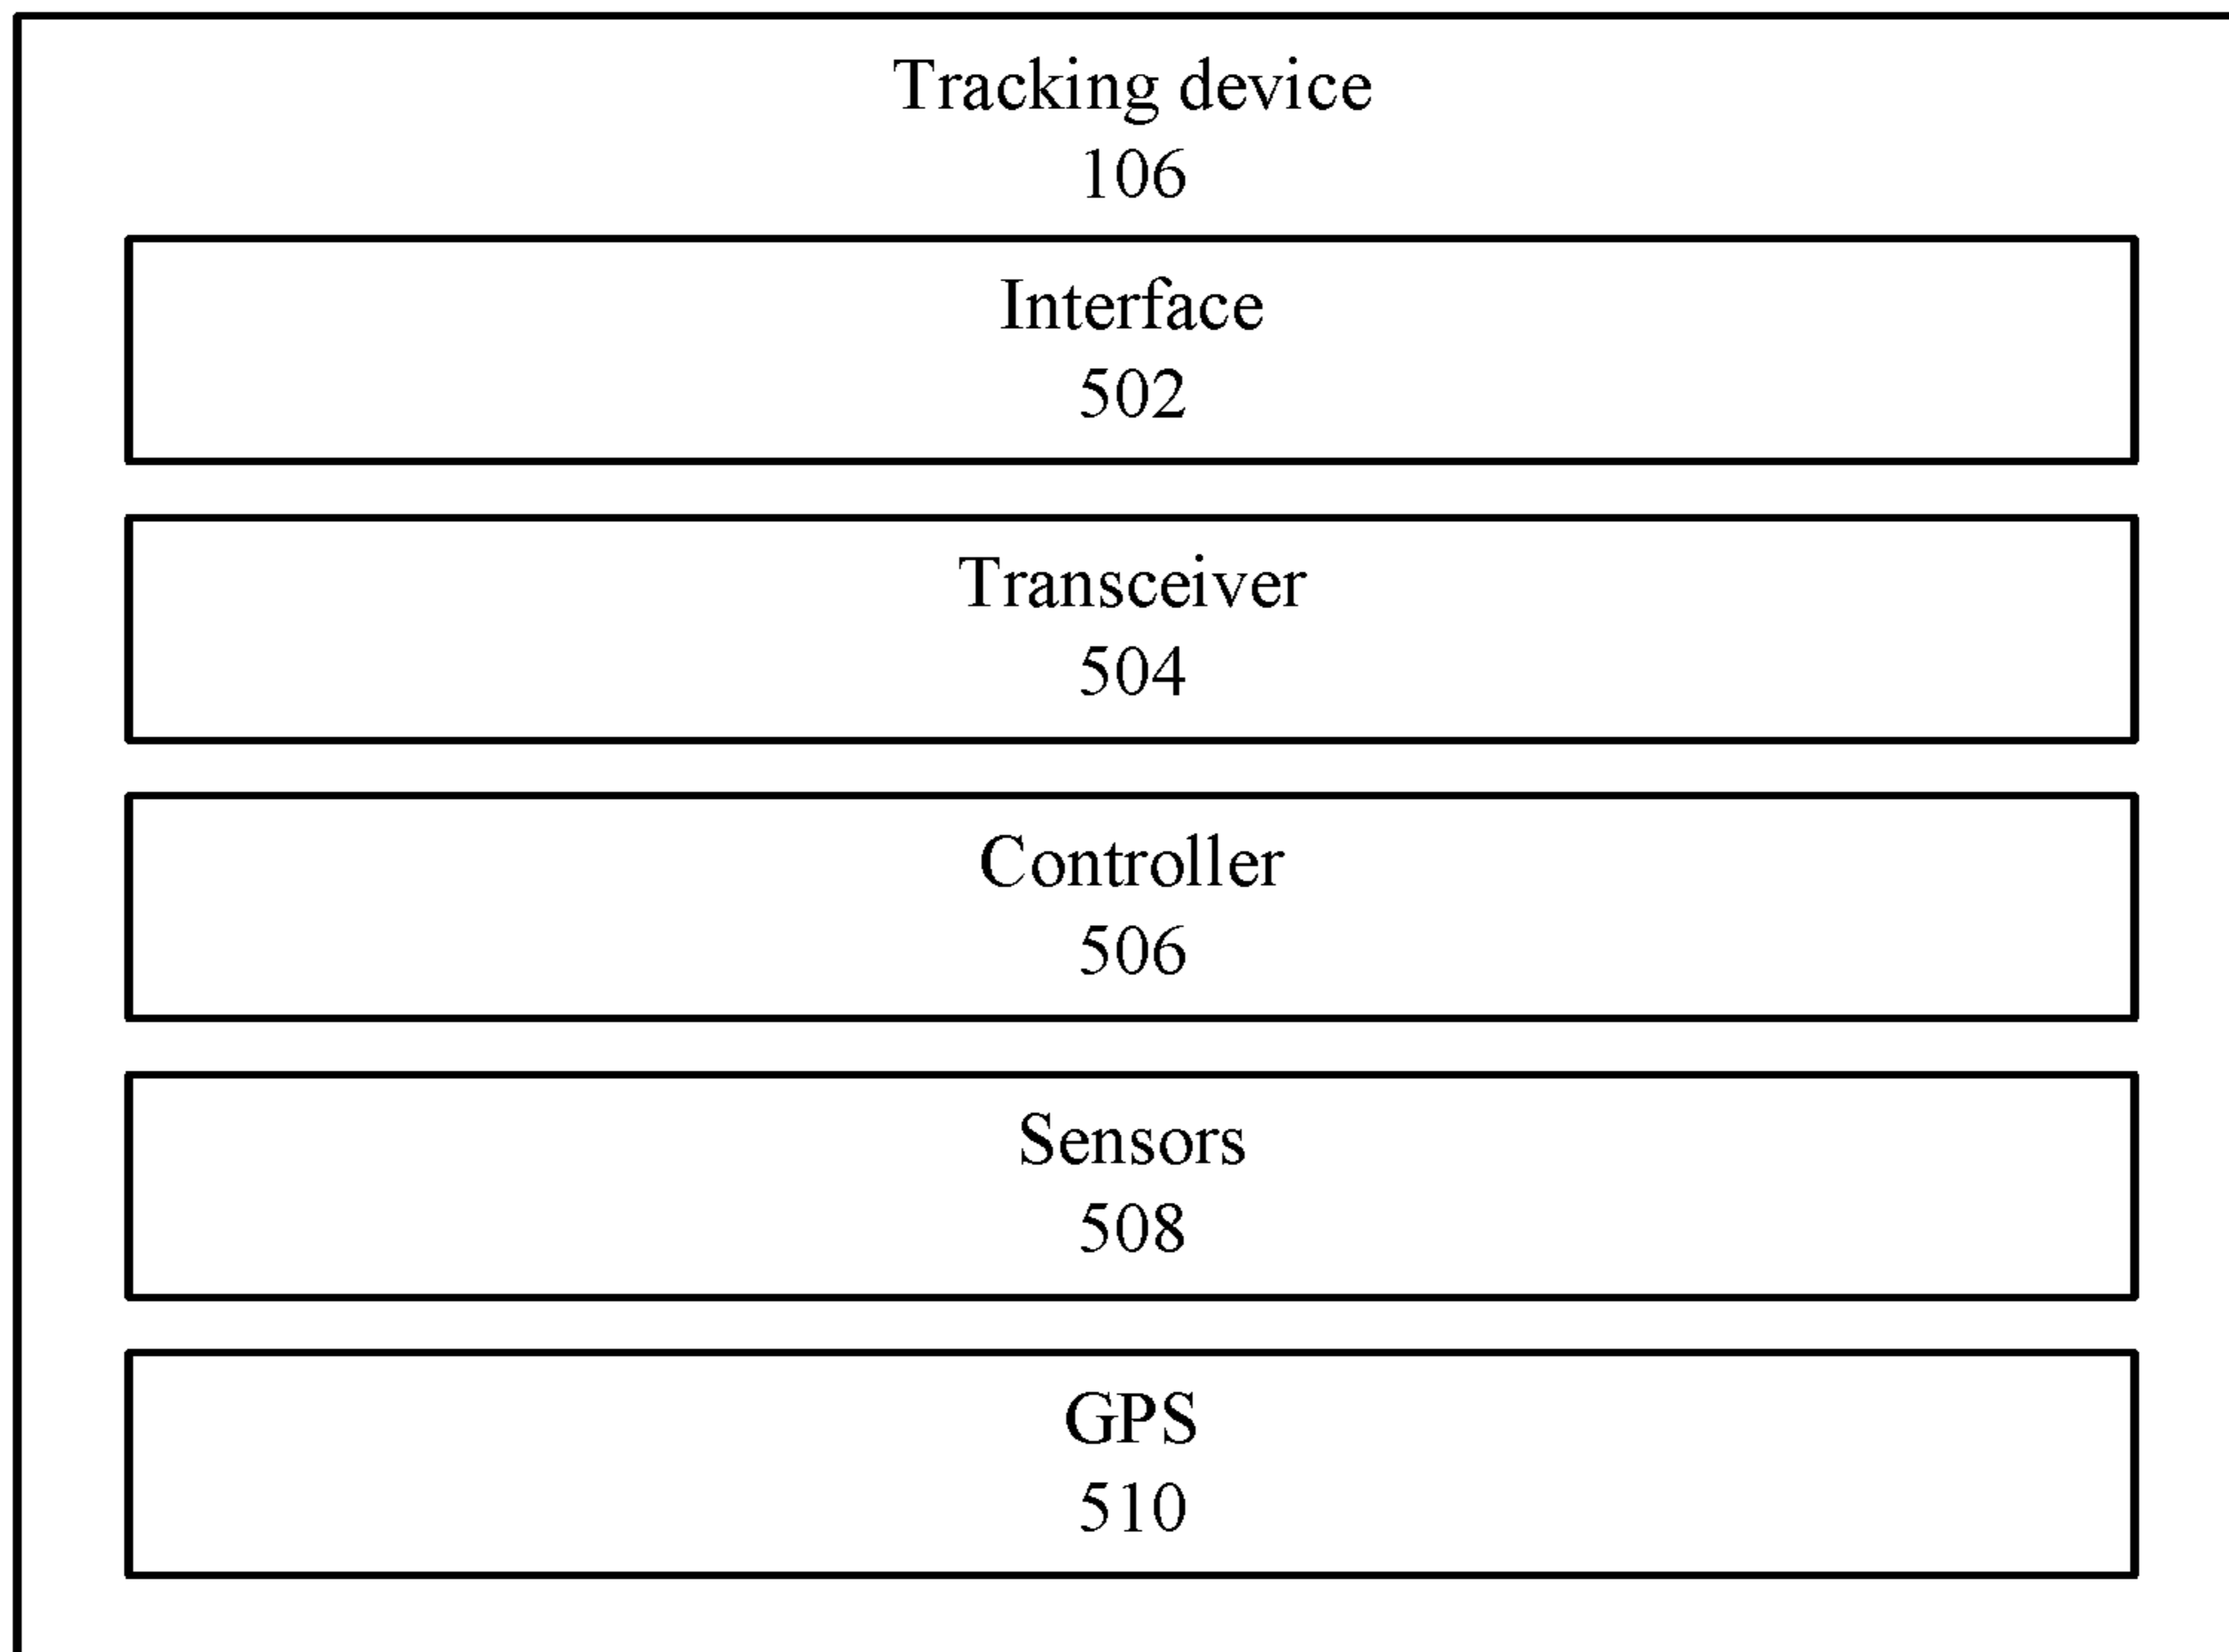 Tracking device
106
Interface
502
Transceiver
504
Controller
506
Sensors
508
GPS
510